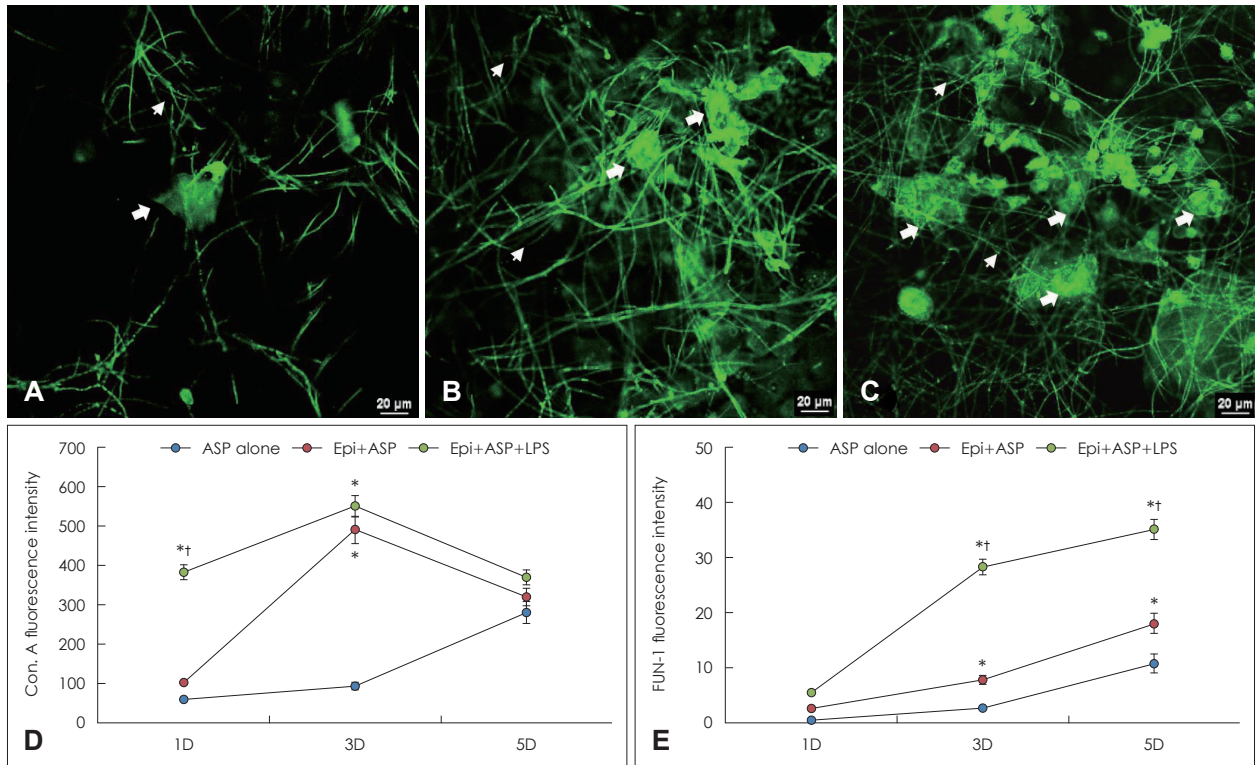 A
20 µm
B
20 µm
C
20 µm
ASP alone Epi+ASP Epi+ASP+LPS
Con. A fluorescence intensity
700
600
500
400
300
200
100
0
*†
*
*
1D 3D 5D
D
ASP alone Epi+ASP Epi+ASP+LPS
FUN-1 fluorescence intensity
50
40
30
20
10
0
*†
*†
*
*
1D 3D 5D
E